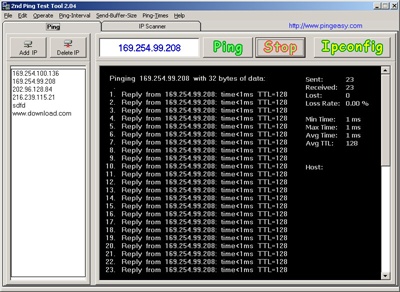 2nd Ping Test Tool 2.04
File Edit Operate Ping-Interval Send-Buffer-Size Ping-Times Help http://www.pingeasy.com
Ping IP Scanner
Add IP Delete IP
169.254.99.208 Ping Stop Ipconfig
169.254.100.136
169.254.99.208
202.96.128.84
216.239.115.21
sdfd
www.download.com
Pinging 169.254.99.208 with 32 bytes of data:
1. Reply from 169.254.99.208: time<1ms TTL=128
2. Reply from 169.254.99.208: time<1ms TTL=128
3. Reply from 169.254.99.208: time<1ms TTL=128
4. Reply from 169.254.99.208: time<1ms TTL=128
5. Reply from 169.254.99.208: time<1ms TTL=128
6. Reply from 169.254.99.208: time<1ms TTL=128
7. Reply from 169.254.99.208: time<1ms TTL=128
8. Reply from 169.254.99.208: time<1ms TTL=128
9. Reply from 169.254.99.208: time<1ms TTL=128
10. Reply from 169.254.99.208: time<1ms TTL=128
11. Reply from 169.254.99.208: time<1ms TTL=128
12. Reply from 169.254.99.208: time<1ms TTL=128
13. Reply from 169.254.99.208: time<1ms TTL=128
14. Reply from 169.254.99.208: time<1ms TTL=128
15. Reply from 169.254.99.208: time<1ms TTL=128
16. Reply from 169.254.99.208: time<1ms TTL=128
17. Reply from 169.254.99.208: time<1ms TTL=128
18. Reply from 169.254.99.208: time<1ms TTL=128
19. Reply from 169.254.99.208: time<1ms TTL=128
20. Reply from 169.254.99.208: time<1ms TTL=128
21. Reply from 169.254.99.208: time<1ms TTL=128
22. Reply from 169.254.99.208: time<1ms TTL=128
23. Reply from 169.254.99.208: time<1ms TTL=128
Sent: 23
Received: 23
Lost: 0
Loss Rate: 0.00 %
Min Time: 1 ms
Max Time: 1 ms
Avg Time: 1 ms
Avg TTL: 128
Host: